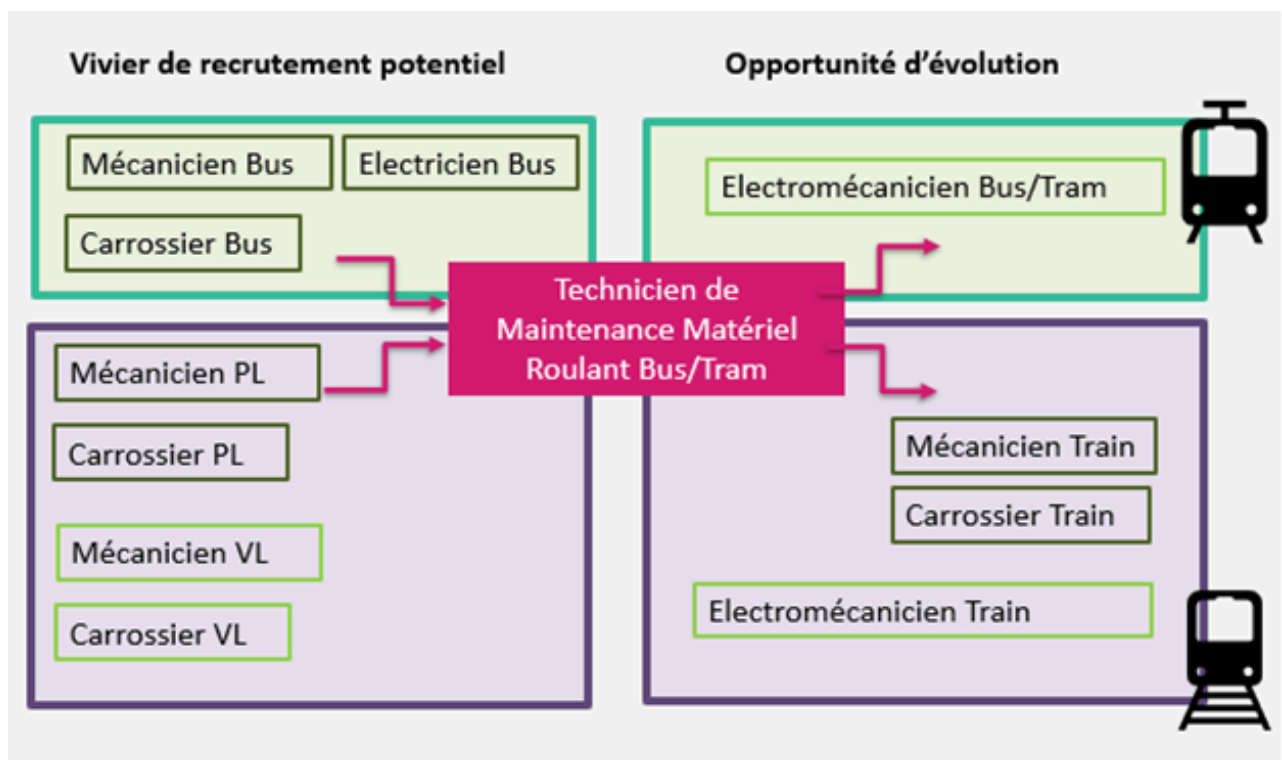 Vivier de recrutement potentiel
Opportunité d'évolution
Mécanicien Bus
Electricien Bus
Carrossier Bus
Electromécanicien Bus/Tram
Technicien de
Maintenance Matériel
Roulant Bus/Tram
Mécanicien PL
Carrossier PL
Mécanicien VL
Carrossier VL
Mécanicien Train
Carrossier Train
Electromécanicien Train